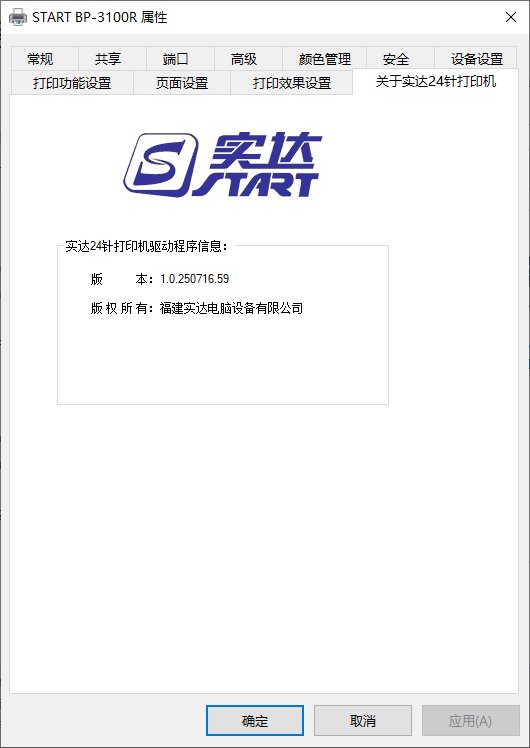 START BP-3100R 属性
常规 共享 端口 高级 颜色管理 安全 设备设置
打印功能设置 页面设置 打印效果设置 关于实达24针打印机
S 实达
START
实达24针打印机驱动程序信息：
版 本：1.0.250716.59
版 权 所 有：福建实达电脑设备有限公司
确定 取消 应用(A)